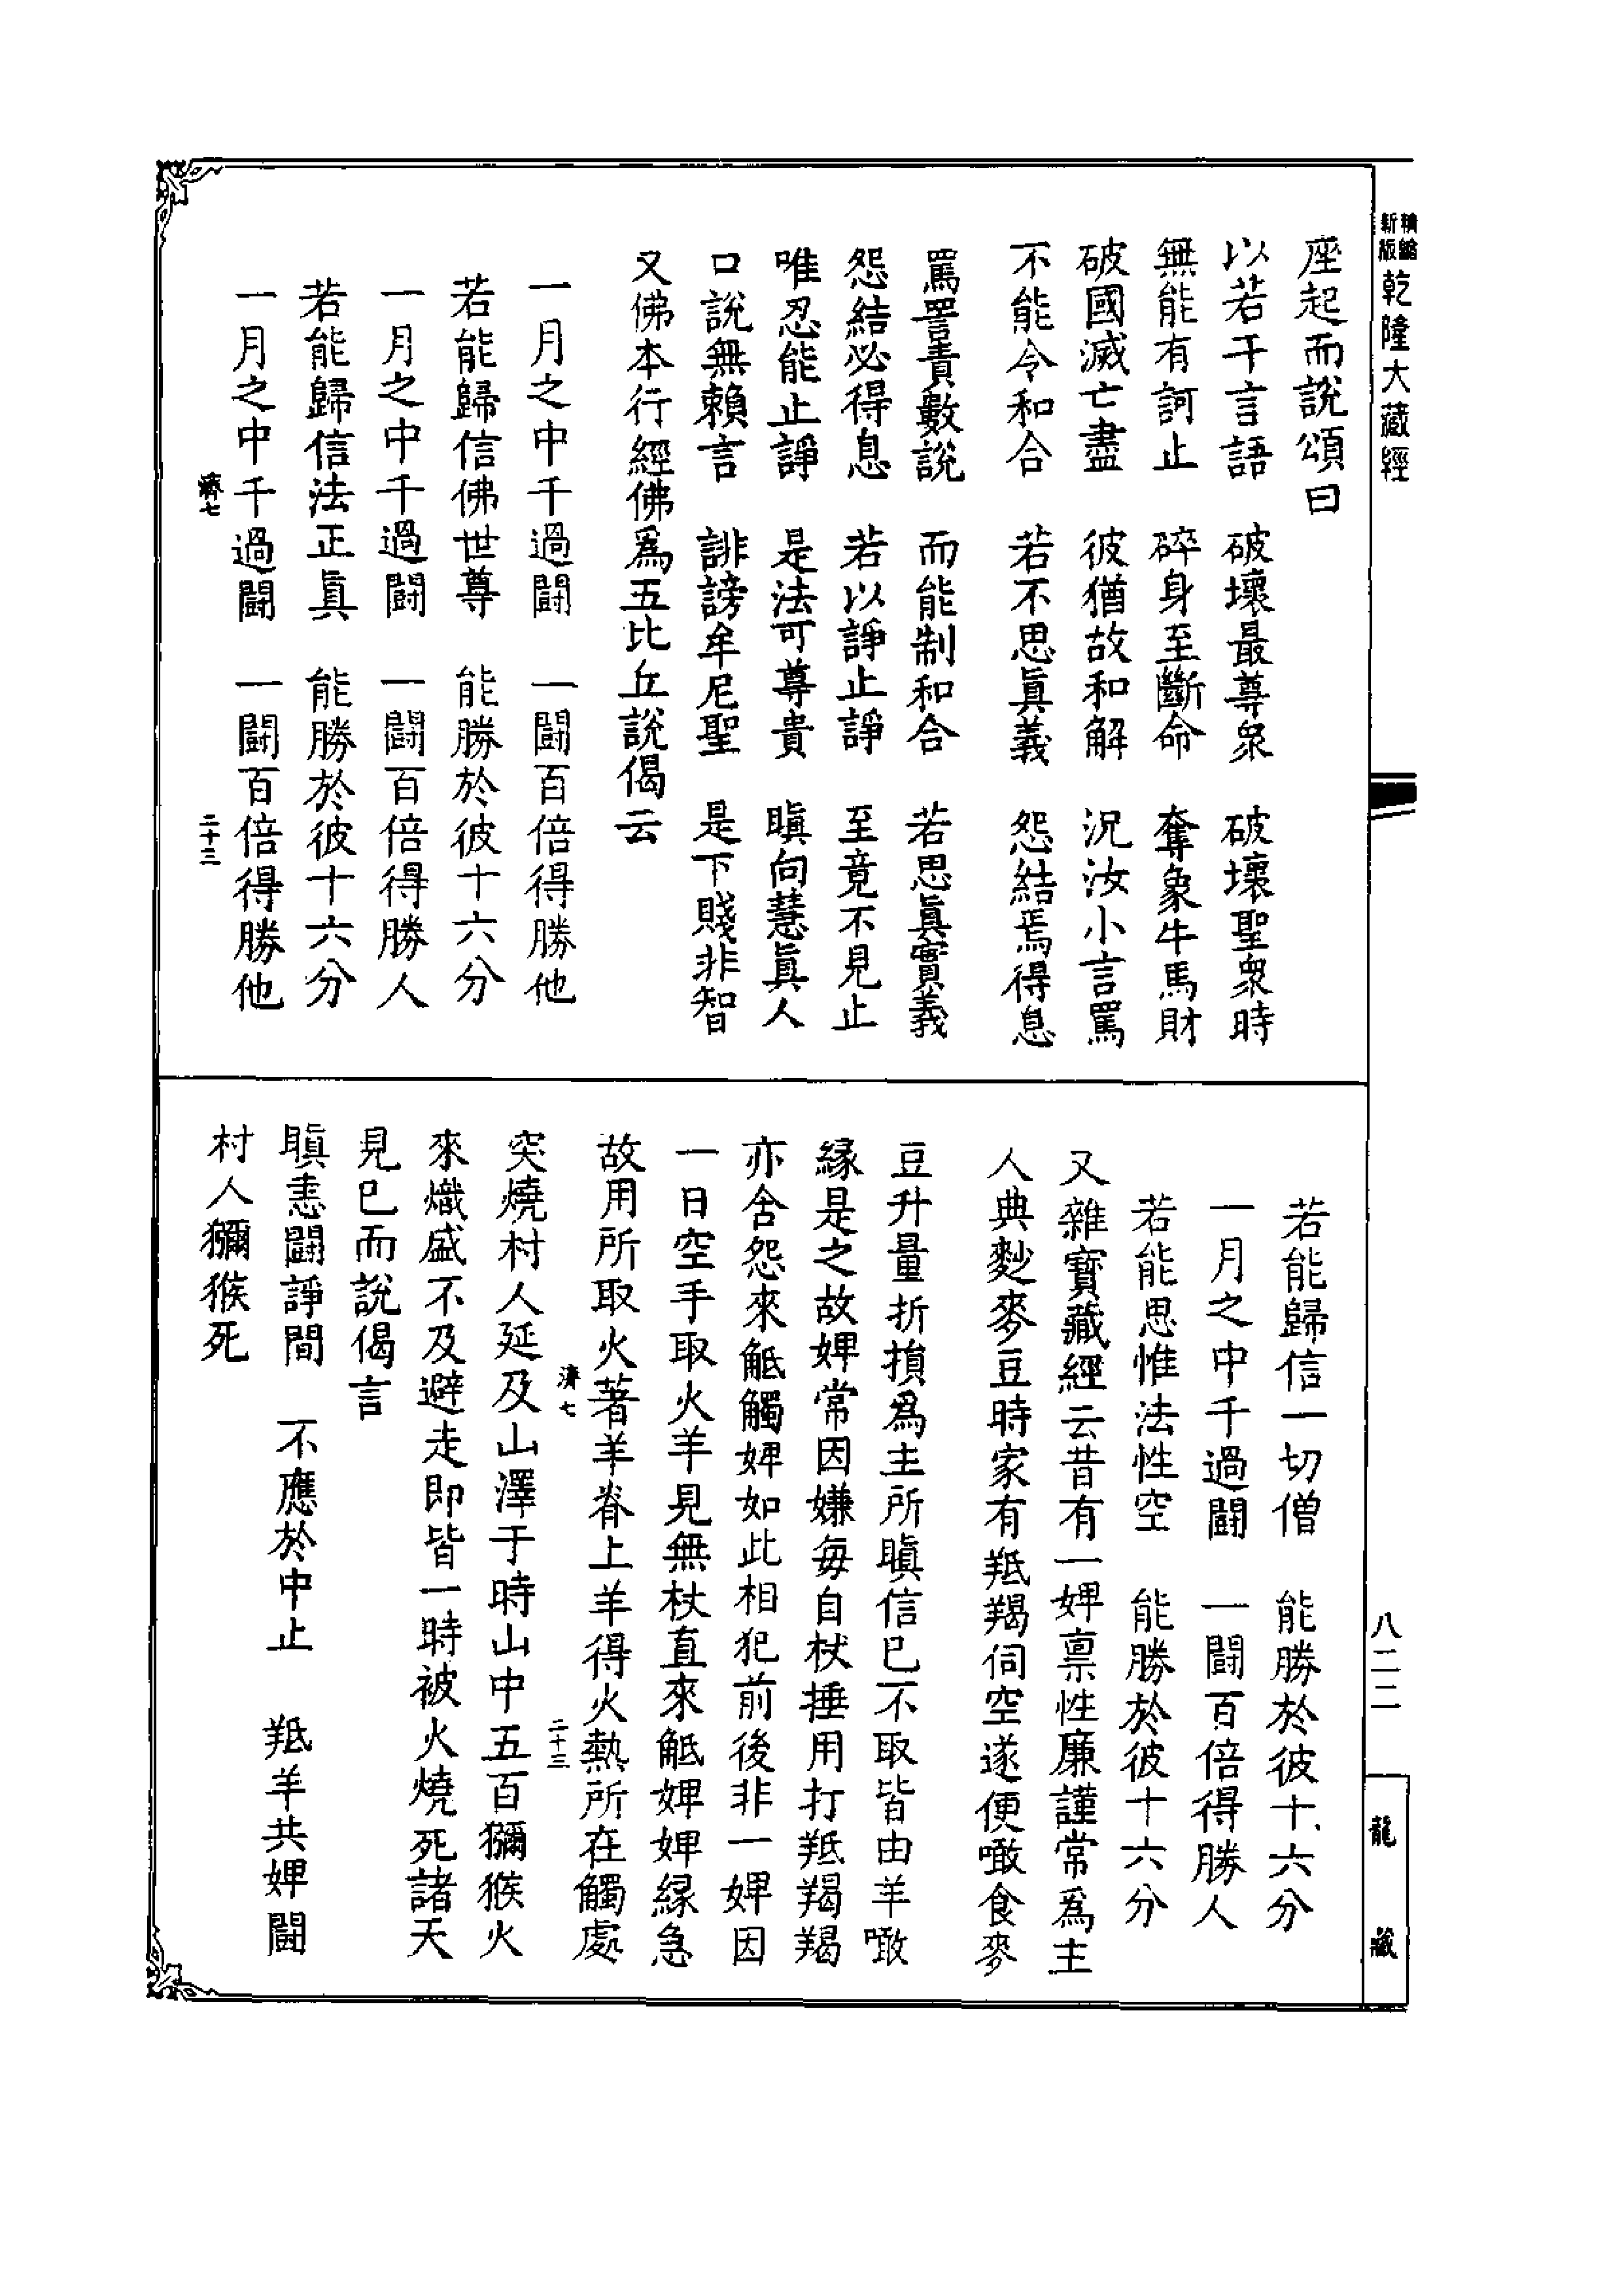 精縮新版 乾隆大藏經
座起而說頌曰
以若干言語 破壞最尊衆 破壞聖衆時
無能有訶止 碎身至斷命 奪象牛馬財
破國滅亡盡 彼猶故和解 況汝小言罵
不能令和合 若不思眞義 怨結焉得息
罵詈責數說 而能制和合 若思眞實義
怨結必得息 若以諍止諍 至竟不見止
唯忍能止諍 是法可尊貴 瞋向慧眞人
口說無賴言 誹謗牟尼聖 是下賤非智
又佛本行經佛爲五比丘說偈云
一月之中千過鬪 一鬪百倍得勝他
若能歸信佛世尊 能勝於彼十六分
一月之中千過鬪 一鬪百倍得勝人
若能歸信法正眞 能勝於彼十六分
一月之中千過鬪 一鬪百倍得勝他
濟七 二十三
若能歸信一切僧 能勝於彼十六分
一月之中千過鬪 一鬪百倍得勝人
若能思惟法性空 能勝於彼十六分
又雜寶藏經云昔有一婢禀性廉謹常爲主
人典麨麥豆時家有羝羯伺空遂便噉食麥
豆升量折損爲主所瞋信已不取皆由羊噉
緣是之故婢常因嫌每自杖捶用打羝羯羯
亦含怨來觝觸婢如此相犯前後非一婢因
一日空手取火羊見無杖直來觝婢婢緣急
故用所取火著羊脊上羊得火熱所在觸處
濟七 二十三
突燒村人延及山澤于時山中五百獼猴火
來熾盛不及避走即皆一時被火燒死諸天
見已而說偈言
瞋恚鬪諍間 不應於中止 羝羊共婢鬪
村人獼猴死
八二二
龍藏